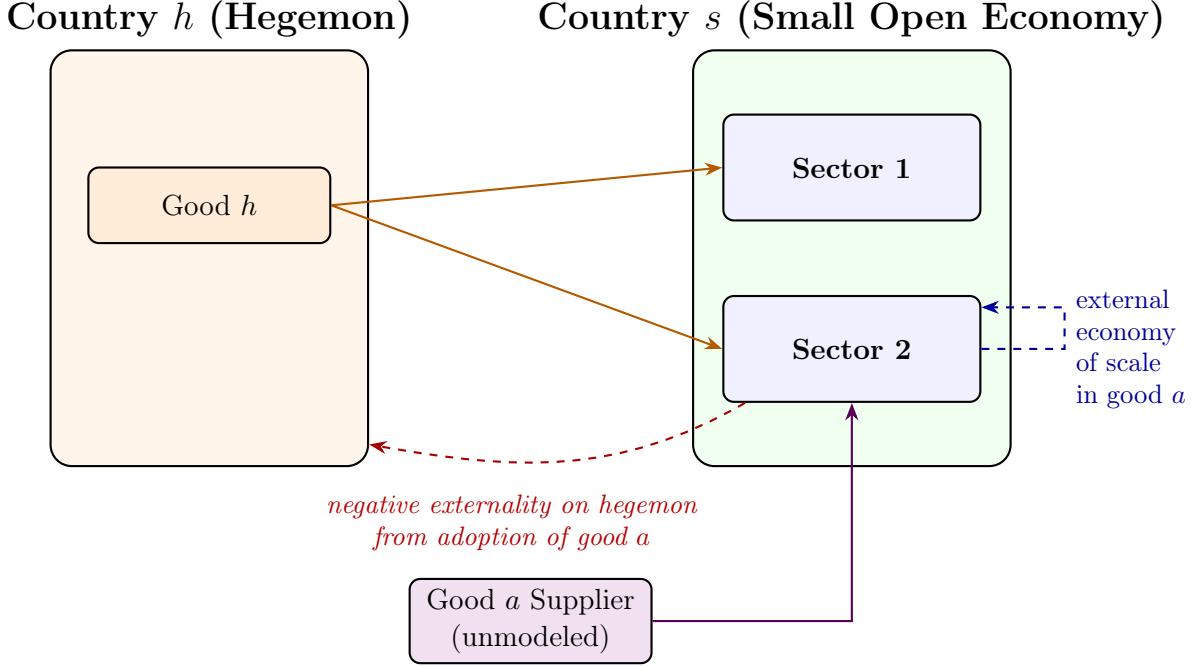 Country h (Hegemon)
Country s (Small Open Economy)
Good h
Sector 1
Sector 2
external
economy
of scale
in good a
negative externality on hegemon
from adoption of good a
Good a Supplier
(unmodeled)